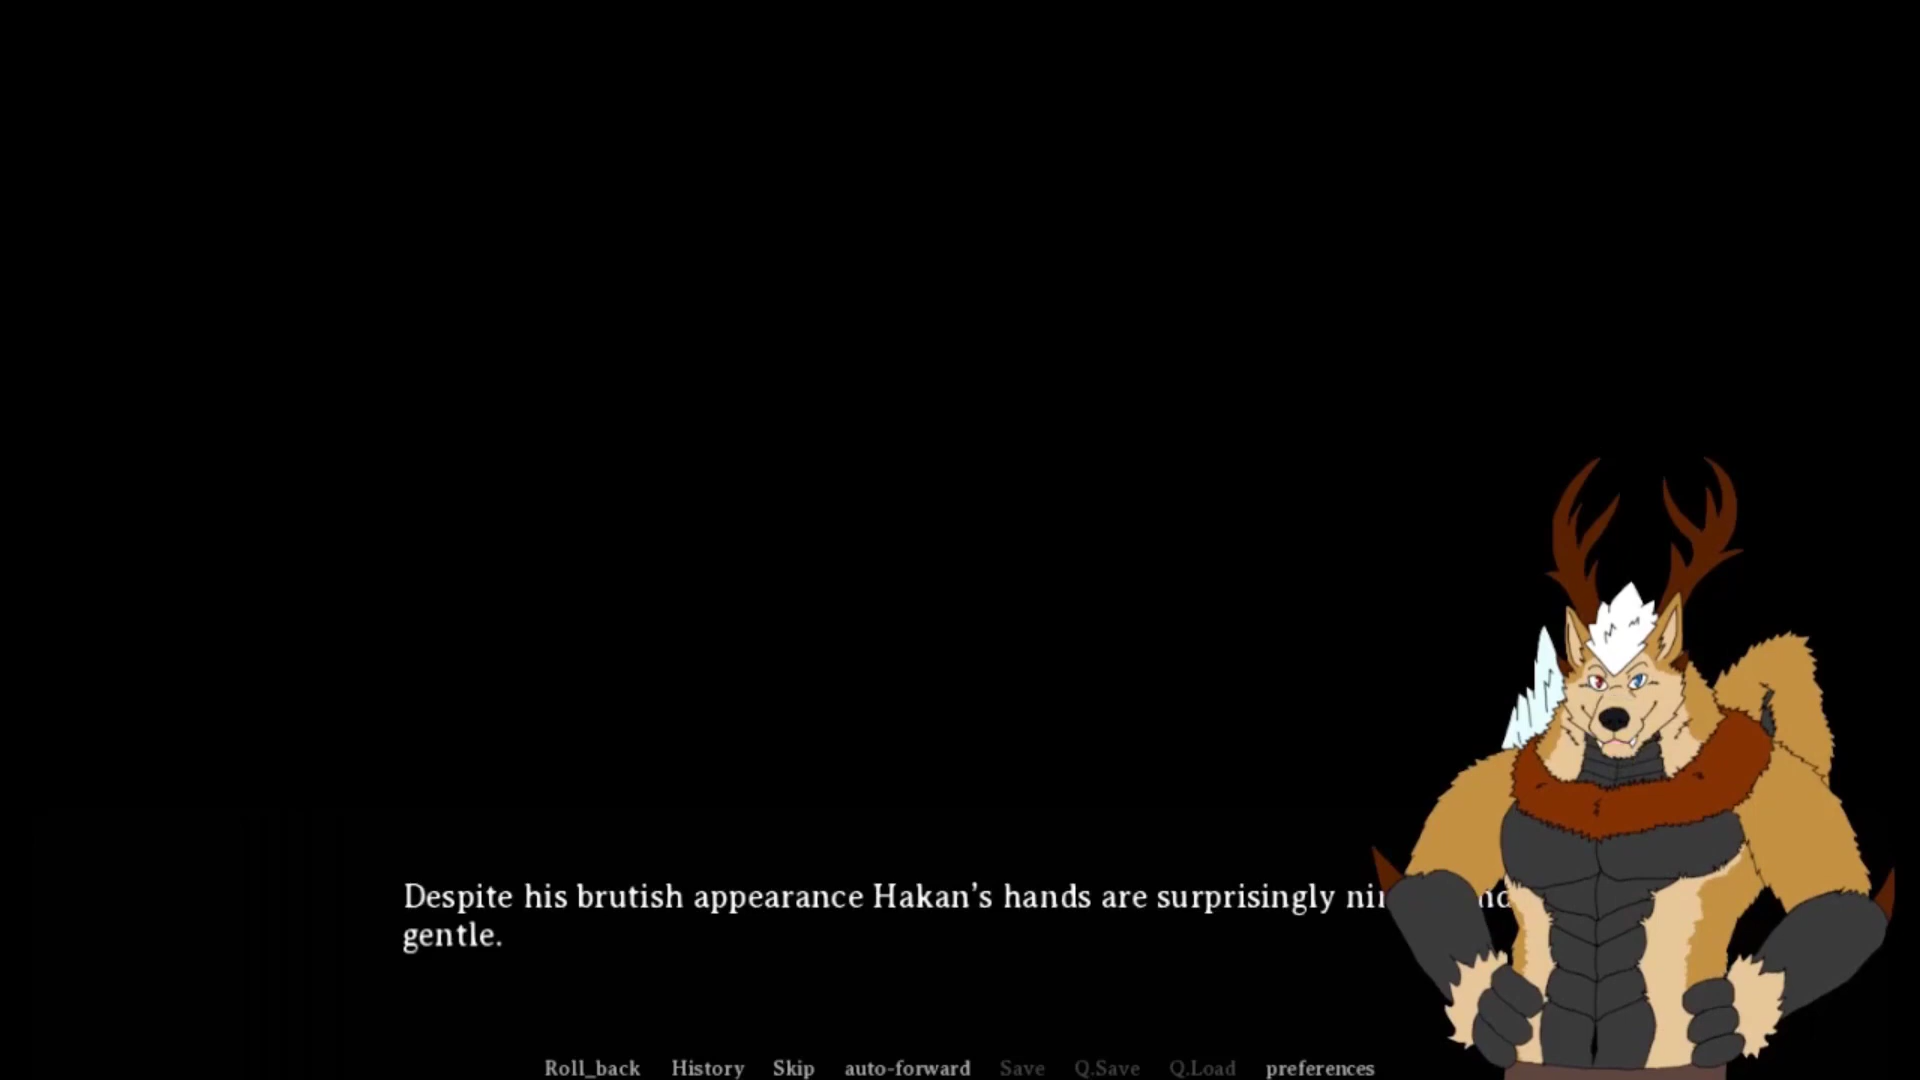 Despite his brutish appearance Hakan’s hands are surprisingly
gentle.
Roll_back History Skip auto-forward Save Q.Save Q.Load preferences